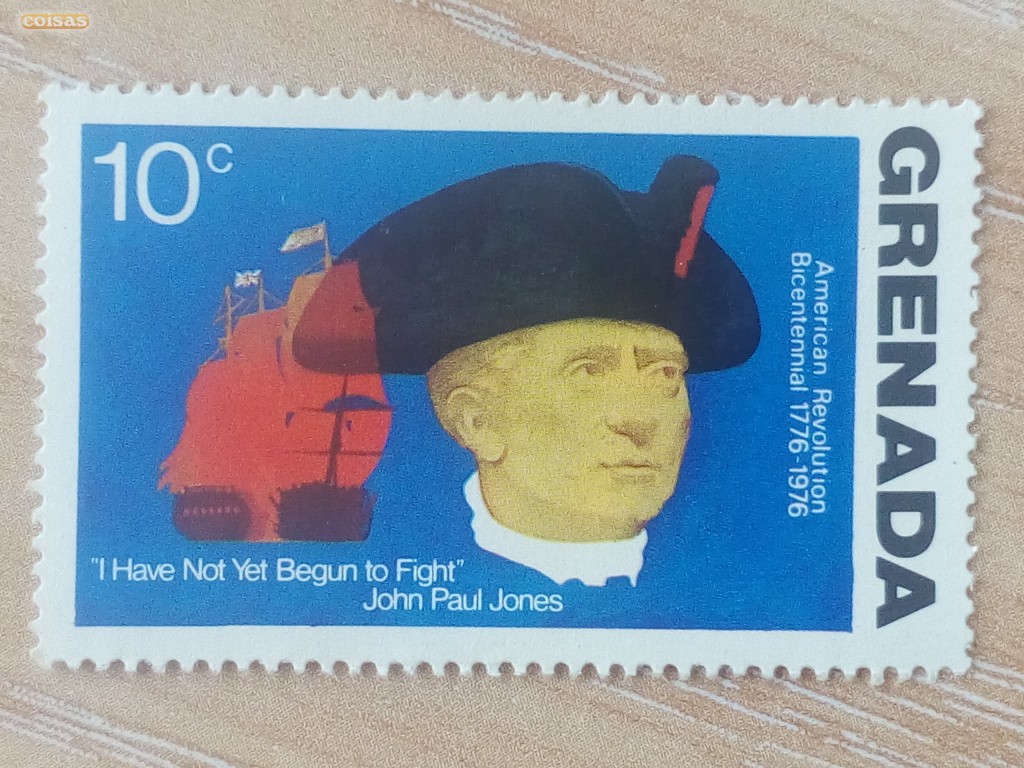 coisas
10c
GRENADA
American Revolution
Bicentennial 1776-1976
"I Have Not Yet Begun to Fight"
John Paul Jones